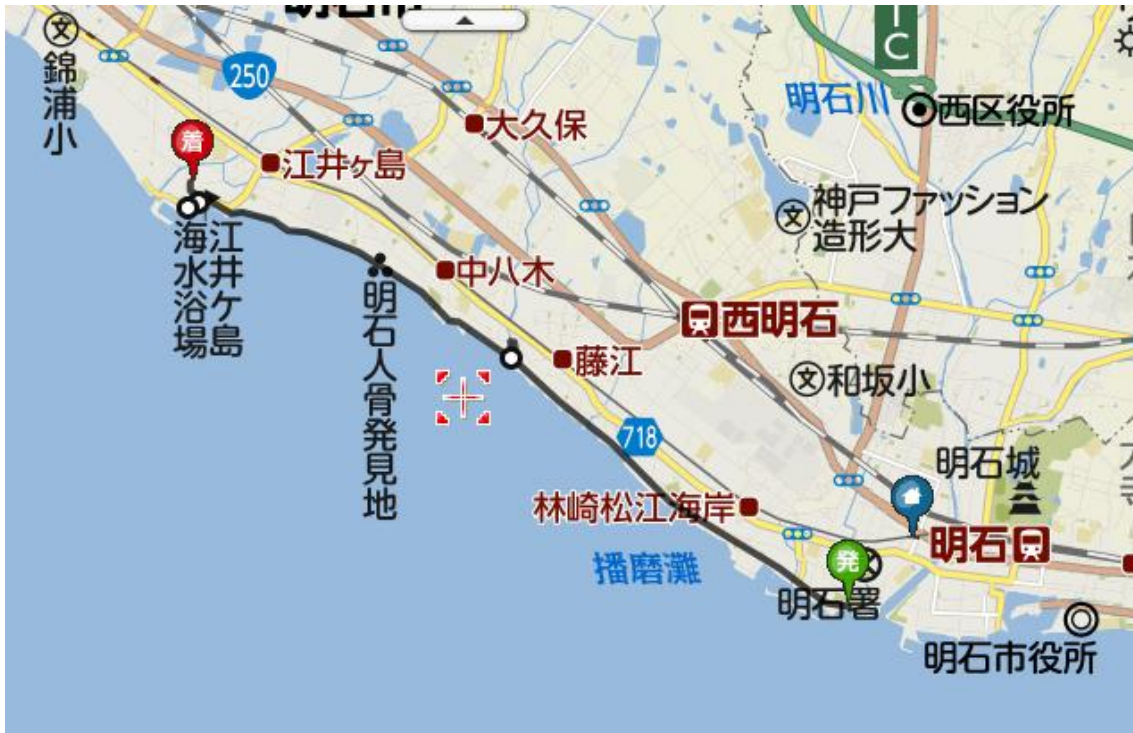 明石市
I
C
文
錦浦小
250
明石川
西区役所
大久保
着
江井ヶ島
文
神戸ファッション
造形大
江井ヶ島
海水浴場
中八木
明石人骨発見地
西明石
藤江
文
和坂小
718
明石城
林崎松江海岸
明石
発
播磨灘
明石署
明石市役所